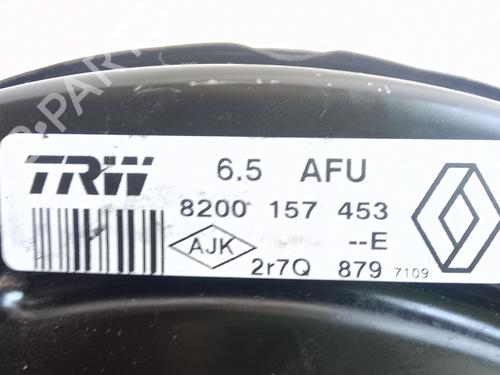 TRW 6.5 AFU
8200 157 453
AJK --E
2r7Q 879 7109